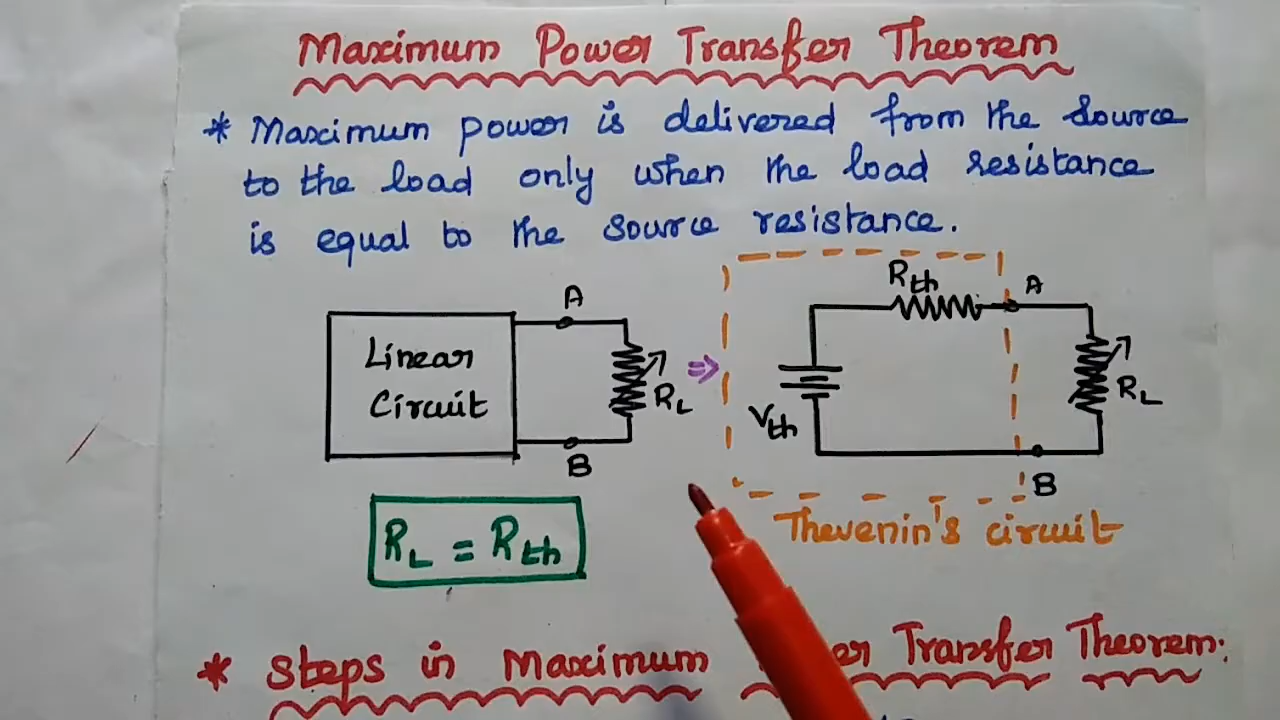 Maximum Power Transfer Theorem
* Maximum power is delivered from the source
to the load only when the load resistance
is equal to the source resistance.
Linear
Circuit
A
B
RL
⇒
Rth
A
Vth
RL
B
Thevenin's circuit
RL = Rth
* Steps in Maximum Transfer Theorem: